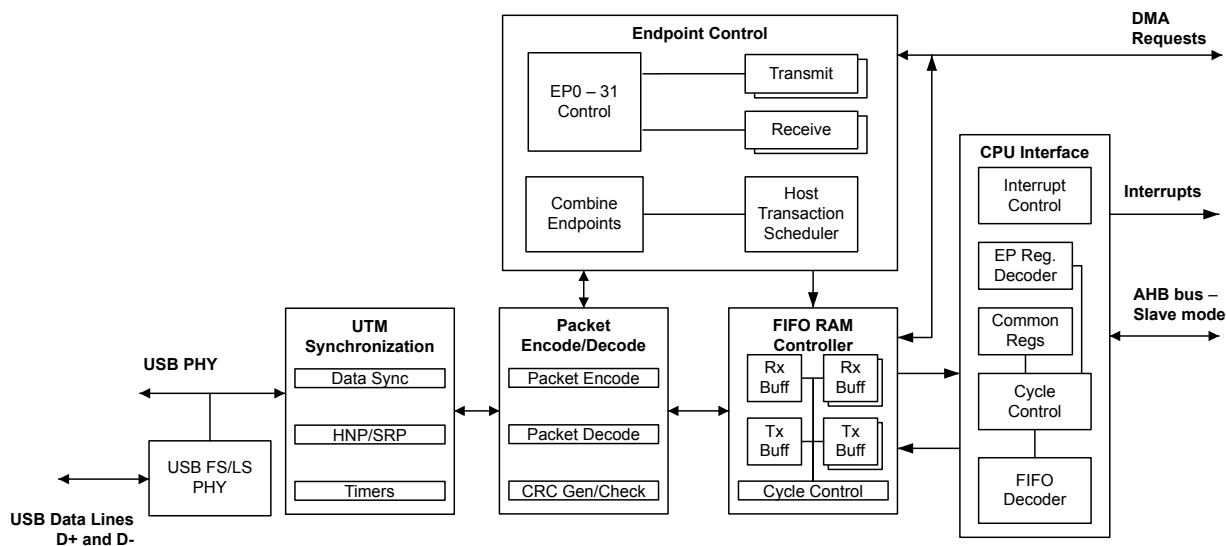 DMA
Requests
Endpoint Control
EP0 – 31
Control
Transmit
Receive
Combine
Endpoints
Host
Transaction
Scheduler
CPU Interface
Interrupt
Control
Interrupts
EP Reg.
Decoder
AHB bus –
Slave mode
Common
Regs
Cycle
Control
FIFO
Decoder
UTM
Synchronization
Data Sync
HNP/SRP
Timers
Packet
Encode/Decode
Packet Encode
Packet Decode
CRC Gen/Check
FIFO RAM
Controller
Rx
Buff
Rx
Buff
Tx
Buff
Tx
Buff
Cycle Control
USB PHY
USB FS/LS
PHY
USB Data Lines
D+ and D-